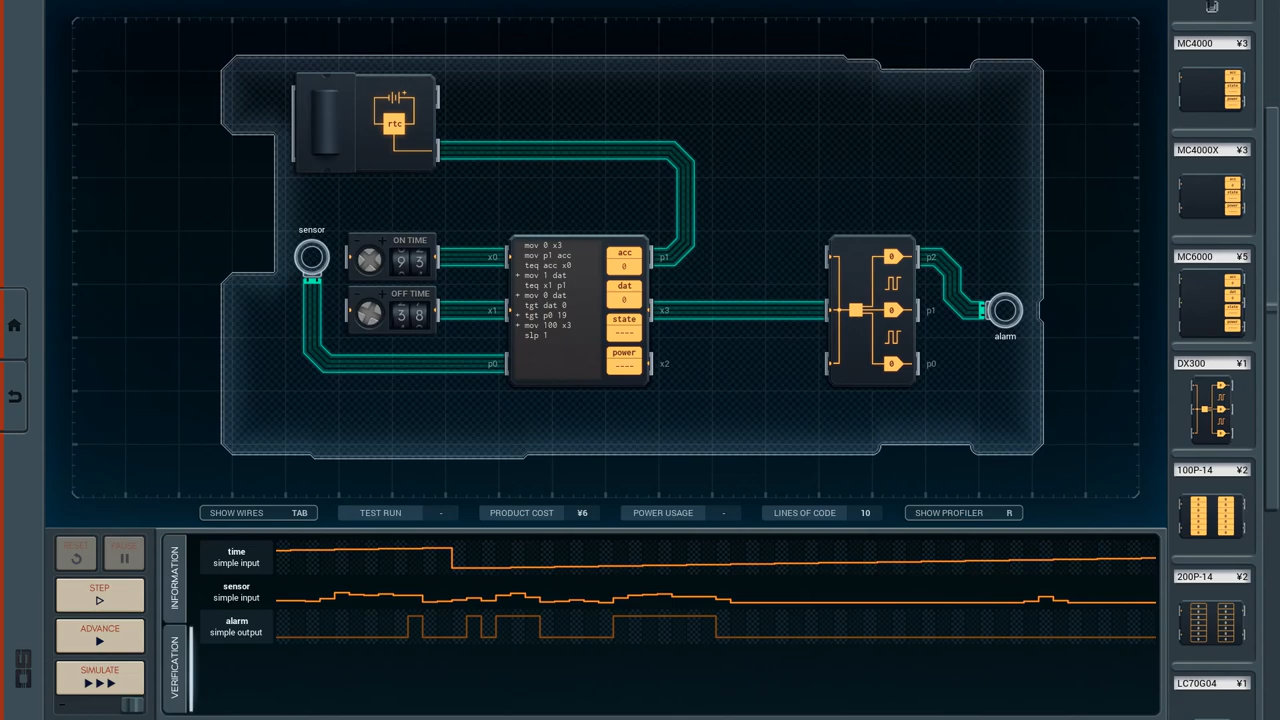 rtc
sensor
ON TIME
9 3
OFF TIME
3 8
x0
x1
p0
mov 0 x3
mov p1 acc
teq acc x0
+ mov 1 dat
teq x1 p1
+ mov 0 dat
tgt dat 0
+ tgt p0 19
+ mov 100 x3
slp 1
acc
0
dat
0
state
----
power
----
p1
x3
x2
0
0
0
p2
p1
p0
alarm
SHOW WIRES TAB
TEST RUN -
PRODUCT COST ¥6
POWER USAGE -
LINES OF CODE 10
SHOW PROFILER R
RESET
PAUSE
STEP
ADVANCE
SIMULATE
INFORMATION
VERIFICATION
time
simple input
sensor
simple input
alarm
simple output
MC4000 ¥3
MC4000X ¥3
MC6000 ¥5
DX300 ¥1
100P-14 ¥2
200P-14 ¥2
LC70G04 ¥1